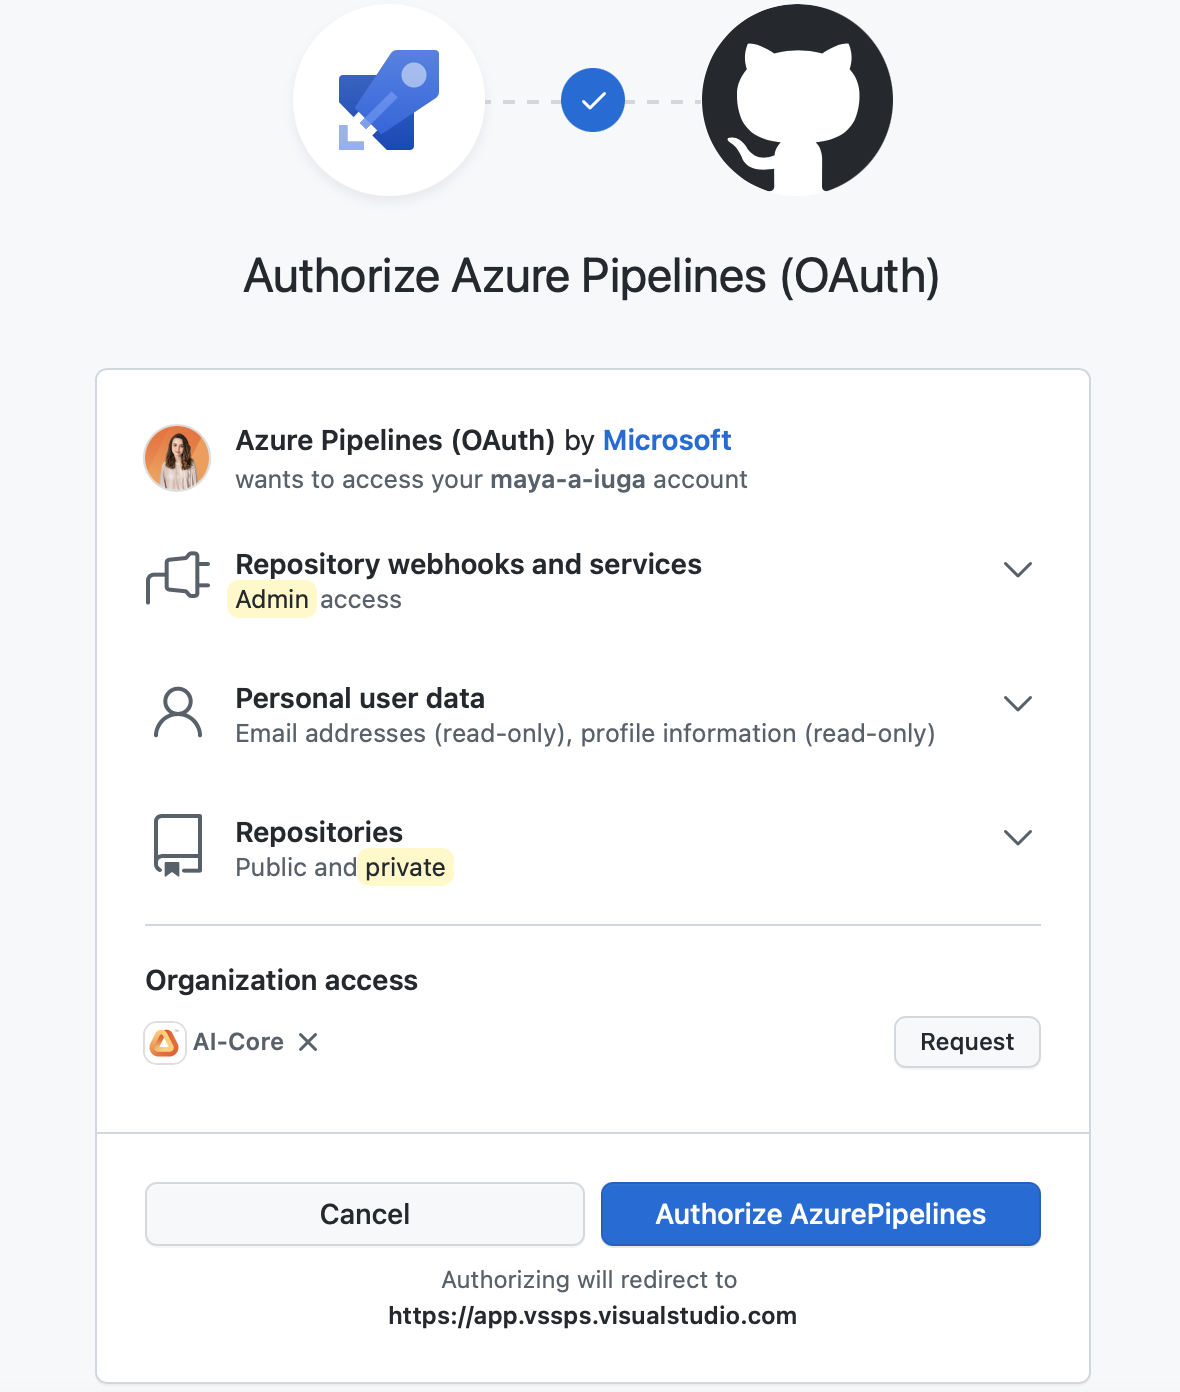 Authorize Azure Pipelines (OAuth)
Azure Pipelines (OAuth) by Microsoft
wants to access your maya-a-iuga account
Repository webhooks and services
Admin access
Personal user data
Email addresses (read-only), profile information (read-only)
Repositories
Public and private
Organization access
AI-Core
Request
Cancel
Authorize AzurePipelines
Authorizing will redirect to
https://app.vssps.visualstudio.com